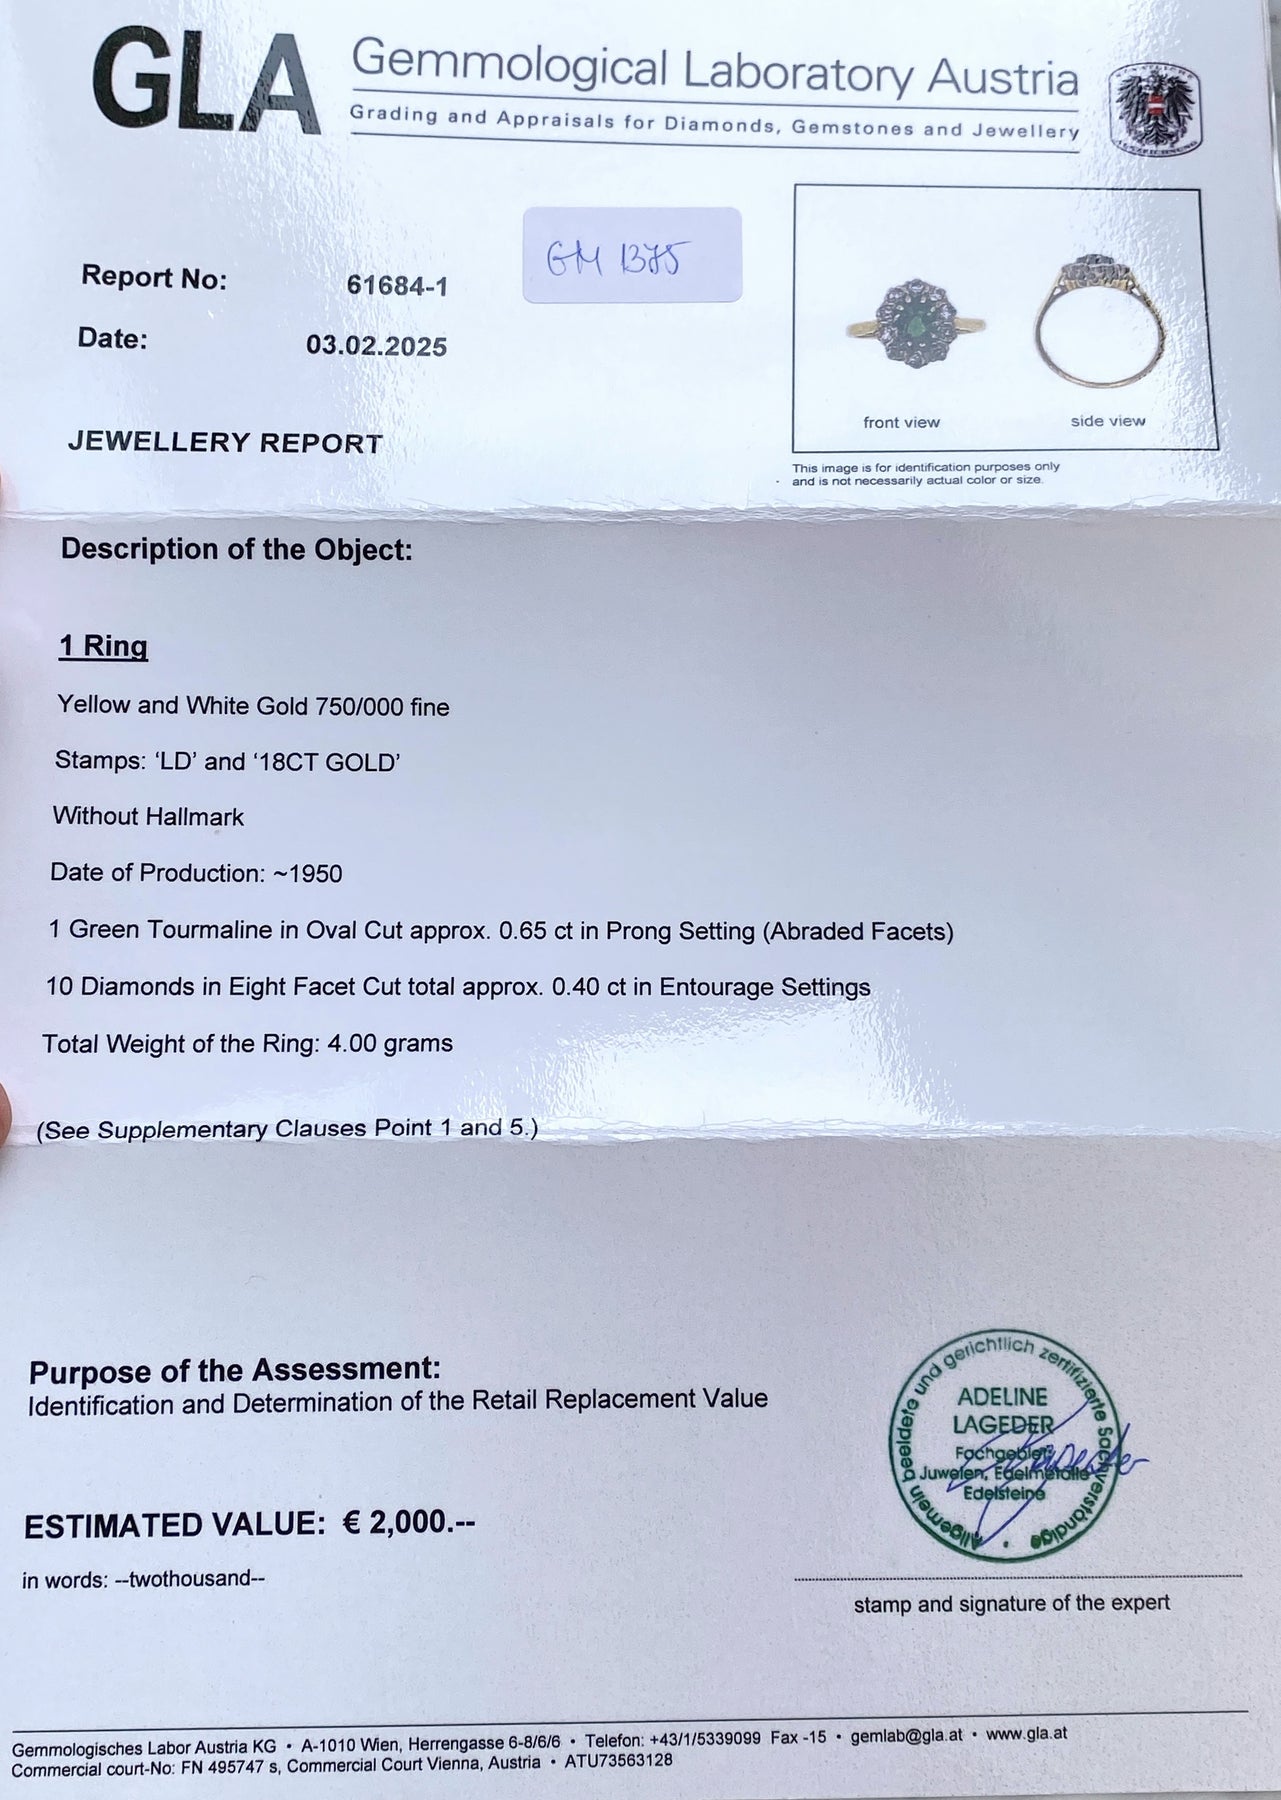 GLA
Gemmological Laboratory Austria
Grading and Appraisals for Diamonds, Gemstones and Jewellery
Report No: 61684-1
GM 1375
Date: 03.02.2025
JEWELLERY REPORT
front view
side view
This image is for identification purposes only
and is not necessarily actual color or size.
Description of the Object:
1 Ring
Yellow and White Gold 750/000 fine
Stamps: ‘LD’ and ‘18CT GOLD’
Without Hallmark
Date of Production: ~1950
1 Green Tourmaline in Oval Cut approx. 0.65 ct in Prong Setting (Abraded Facets)
10 Diamonds in Eight Facet Cut total approx. 0.40 ct in Entourage Settings
Total Weight of the Ring: 4.00 grams
(See Supplementary Clauses Point 1 and 5.)
Purpose of the Assessment:
Identification and Determination of the Retail Replacement Value
ESTIMATED VALUE: € 2,000.--
in words: --twothousand--
Allgemein beeidete und gerichtlich zertifizierte Sachverständige
ADELINE
LAGEDER
Fachgebiet
Juwelen, Edelmetalle
Edelsteine
stamp and signature of the expert
Gemmologisches Labor Austria KG • A-1010 Wien, Herrengasse 6-8/6/6 • Telefon: +43/1/5339099 Fax -15 • gemlab@gla.at • www.gla.at
Commercial court-No: FN 495747 s, Commercial Court Vienna, Austria • ATU73563128